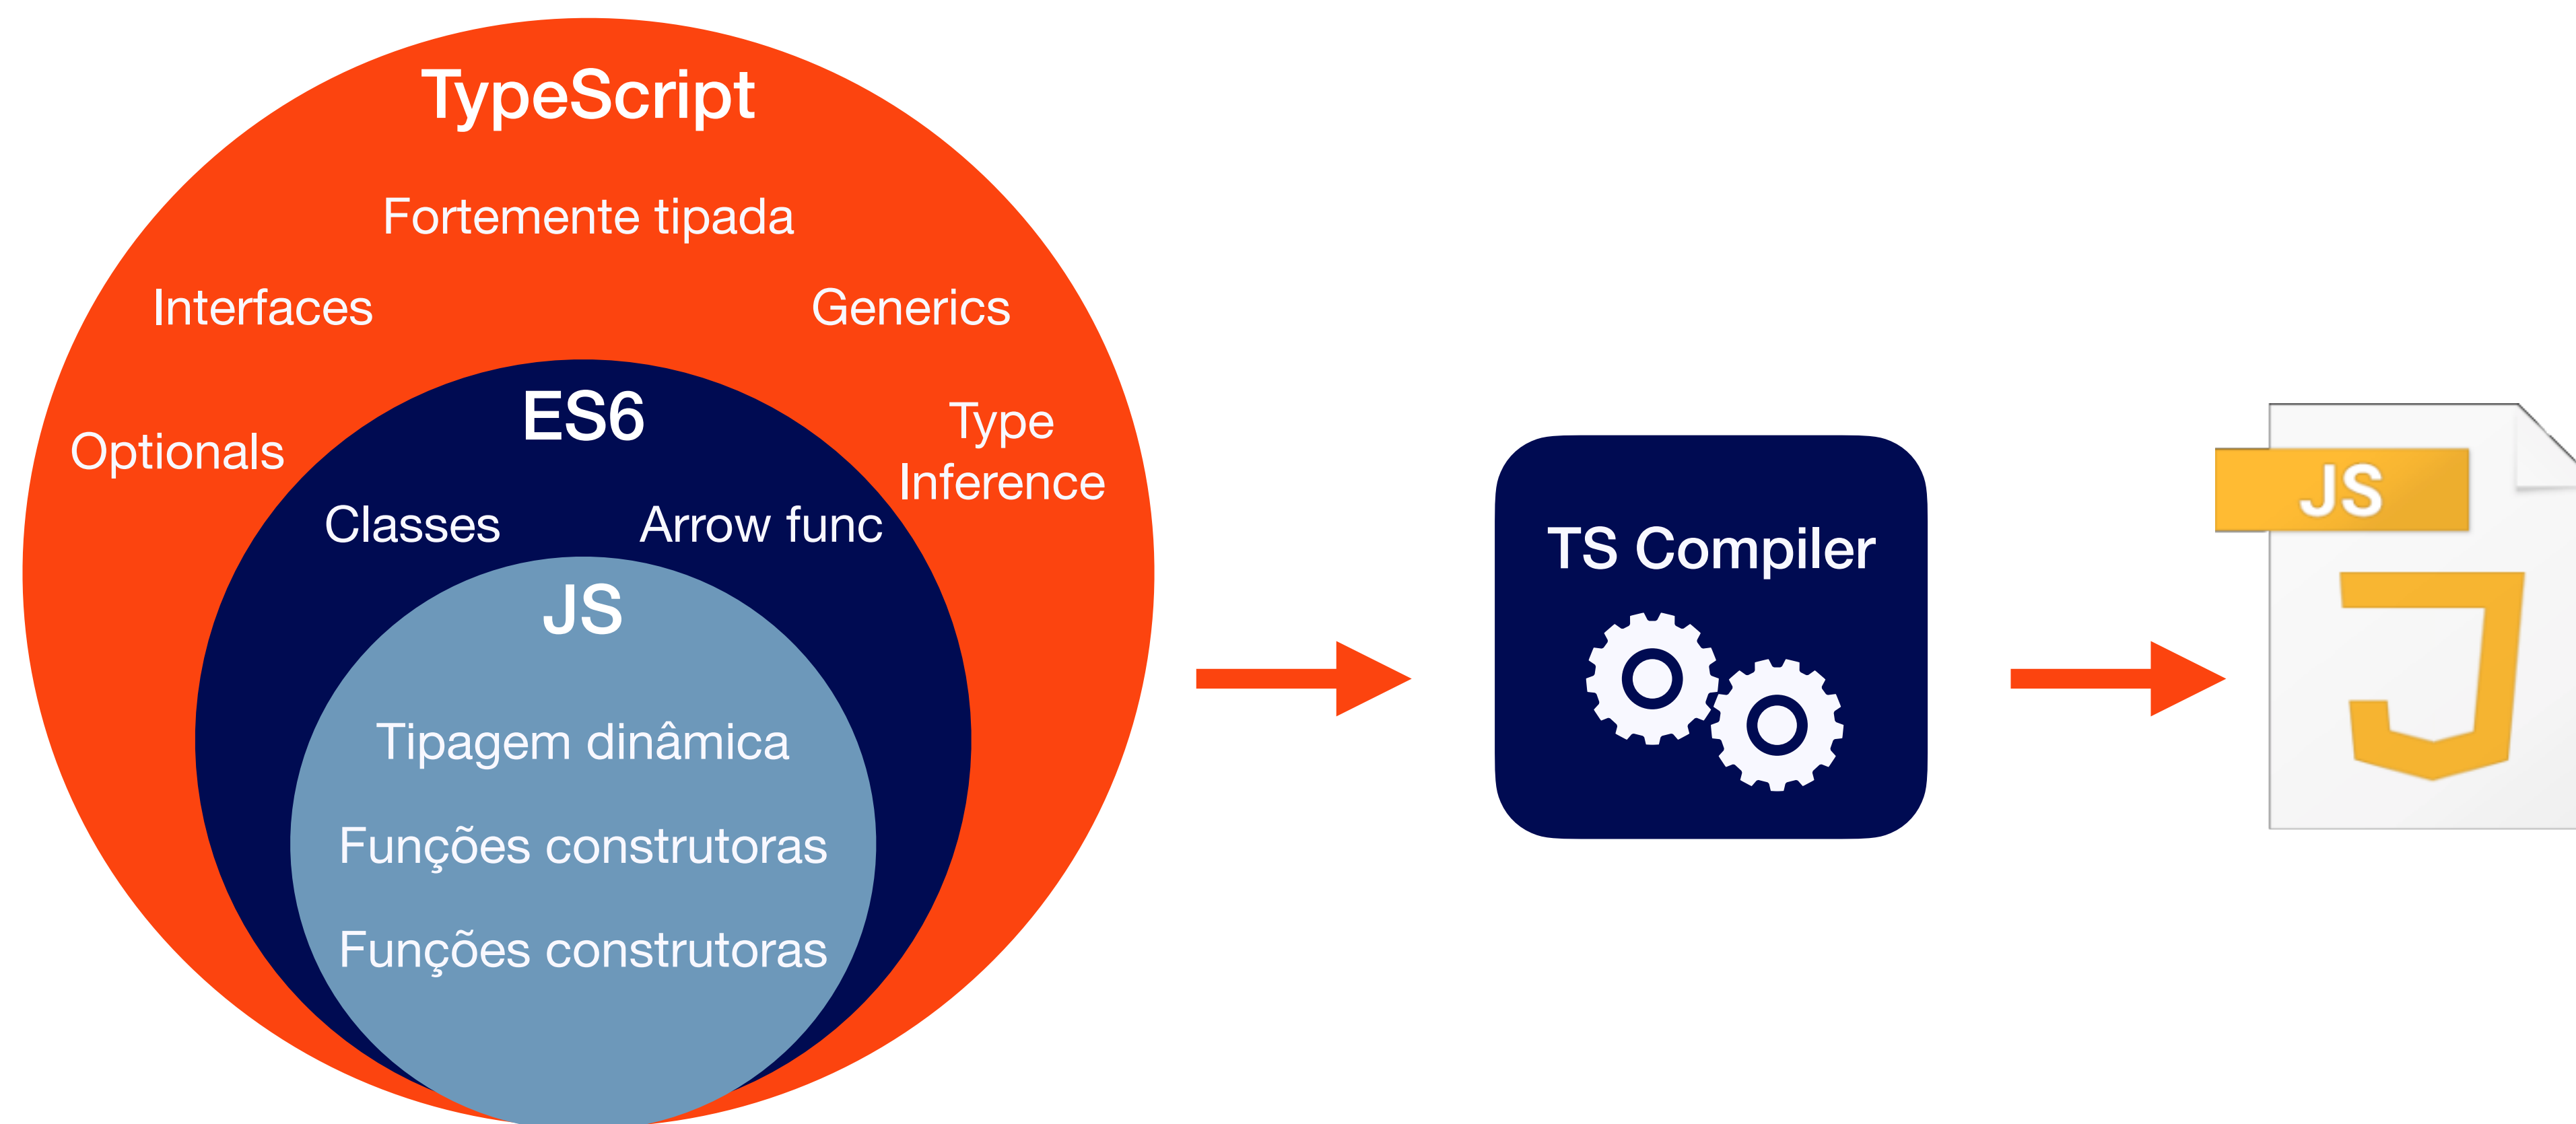 TypeScript
Fortemente tipada
Interfaces
Generics
Optionals
Type
Inference
ES6
Classes
Arrow func
JS
Tipagem dinâmica
Funções construtoras
Funções construtoras
TS Compiler
JS